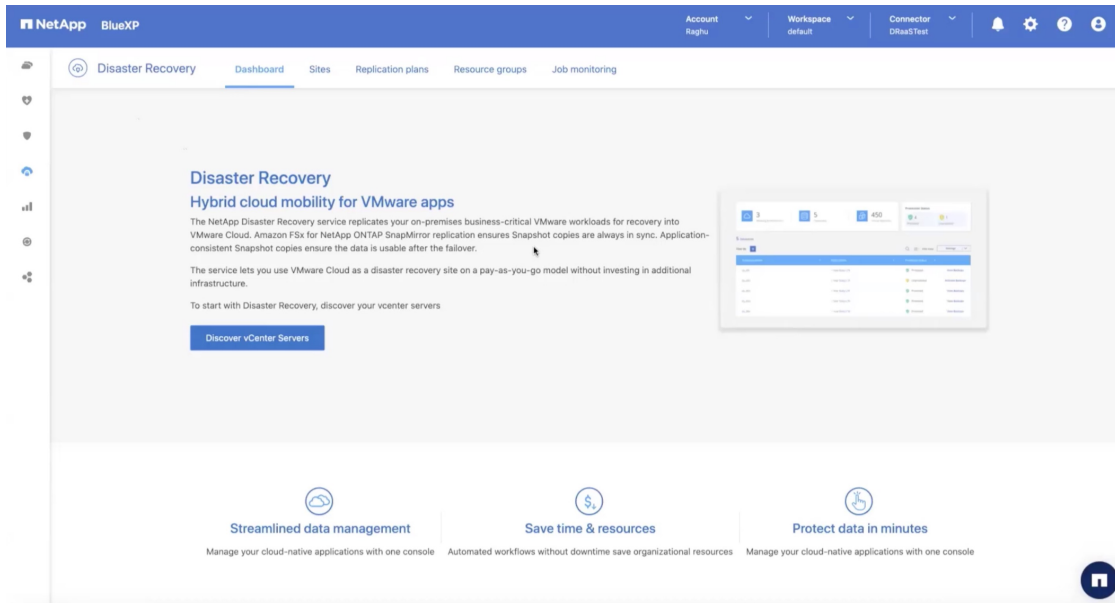 NetApp BlueXP
Account
Raghu
Workspace
default
Connector
DRaaSTest
Disaster Recovery
Dashboard
Sites
Replication plans
Resource groups
Job monitoring
Disaster Recovery
Hybrid cloud mobility for VMware apps
The NetApp Disaster Recovery service replicates your on-premises business-critical VMware workloads for recovery into
VMware Cloud. Amazon FSx for NetApp ONTAP SnapMirror replication ensures Snapshot copies are always in sync. Application-
consistent Snapshot copies ensure the data is usable after the failover.
The service lets you use VMware Cloud as a disaster recovery site on a pay-as-you-go model without investing in additional
infrastructure.
To start with Disaster Recovery, discover your vcenter servers
Discover vCenter Servers
3
5
450
Streamlined data management
Manage your cloud-native applications with one console
Save time & resources
Automated workflows without downtime save organizational resources
Protect data in minutes
Manage your cloud-native applications with one console